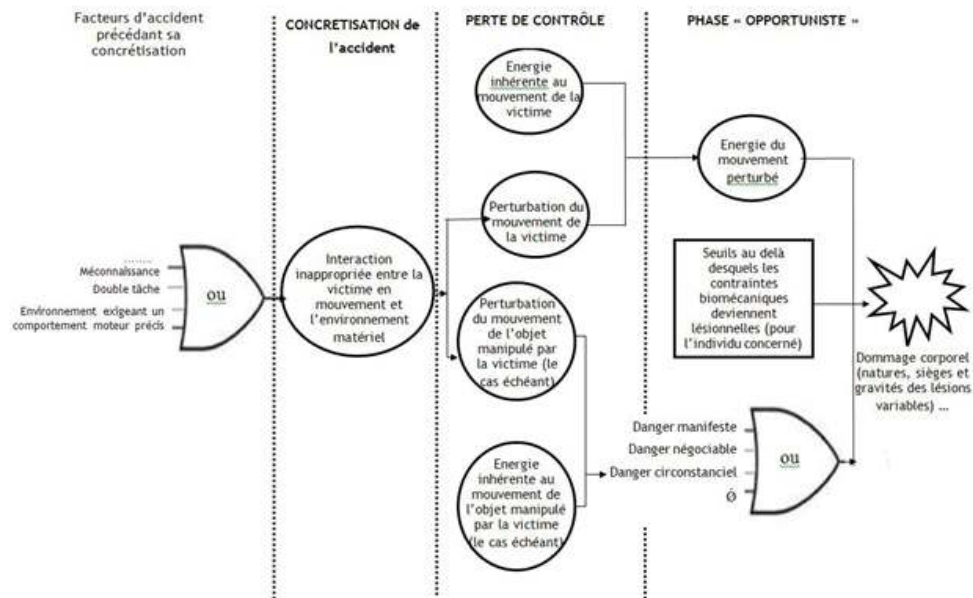 Facteurs d'accident
précédant sa
concrétisation
CONCRETISATION de
l'accident
PERTE DE CONTRÔLE
PHASE « OPPORTUNISTE »
.......
Méconnaissance
Double tâche
Environnement exigeant un
comportement moteur précis
ou
Interaction
inappropriée entre la
victime en
mouvement et
l'environnement
matériel
Energie
inhérente au
mouvement de la
victime
Perturbation du
mouvement de
la victime
Perturbation
du mouvement
de l'objet
manipulé par
la victime (le
cas échéant)
Energie
inhérente au
mouvement de
l'objet manipulé
par la victime
(le cas échéant)
Energie du
mouvement
perturbé
Seuils au delà
desquels les
contraintes
biomécaniques
deviennent
lésionnelles (pour
l'individu concerné)
Danger manifeste
Danger négociable
Danger circonstanciel
Ǿ
ou
Dommage corporel
(natures, sièges et
gravités des lésions
variables) ...